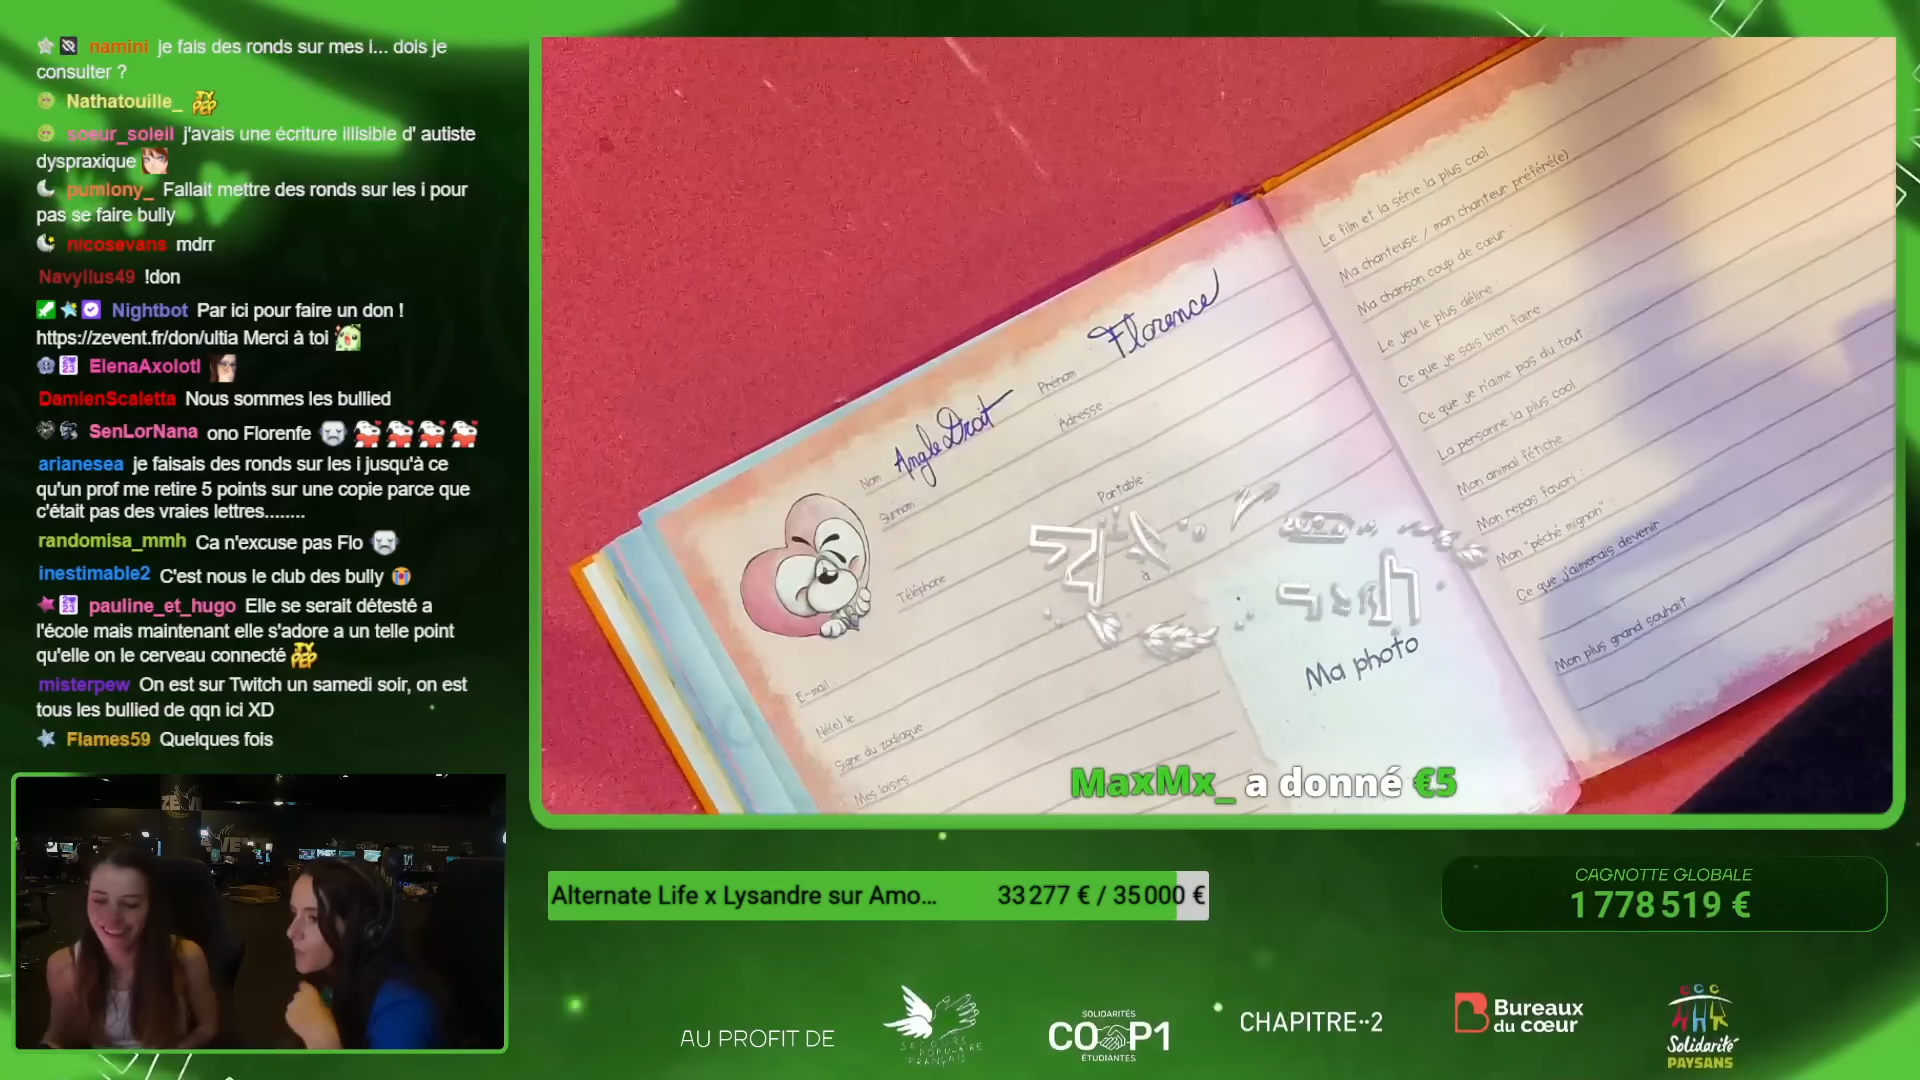 namini je fais des ronds sur mes i... dois je
consulter ?
Nathatouille_
soeur_soleil j'avais une écriture illisible d' autiste
dyspraxique
pumlony_ Fallait mettre des ronds sur les i pour
pas se faire bully
nicosevans mdrr
Navyllus49 !don
Nightbot Par ici pour faire un don !
https://zevent.fr/don/ultia Merci à toi
ElenaAxolotl
DamienScaletta Nous sommes les bullied
SenLorNana ono Florenfe
arianesea je faisais des ronds sur les i jusqu'à ce
qu'un prof me retire 5 points sur une copie parce que
c'était pas des vraies lettres........
randomisa_mmh Ca n'excuse pas Flo
inestimable2 C'est nous le club des bully
pauline_et_hugo Elle se serait détesté a
l'école mais maintenant elle s'adore a un telle point
qu'elle on le cerveau connecté
misterpew On est sur Twitch un samedi soir, on est
tous les bullied de qqn ici XD
Flames59 Quelques fois
Nom Angle Droit Prénom Florence
Surnom
Adresse :
Téléphone
Portable :
à
E-mail
Né(e) le :
Signe du zodiaque :
Mes loisirs
Ma photo
Le film et la série la plus cool :
Ma chanteuse / mon chanteur préféré(e)
Ma chanson coup de cœur
Le jeu le plus délire :
Ce que je sais bien faire :
Ce que je n'aime pas du tout :
La personne la plus cool
Mon animal fétiche :
Mon repas favori :
Mon "péché mignon" :
Ce que j'aimerais devenir
Mon plus grand souhait
MaxMx_ a donné €5
Alternate Life x Lysandre sur Amo... 33 277 € / 35 000 €
CAGNOTTE GLOBALE
1 778 519 €
AU PROFIT DE
SECOURS
POPULAIRE
FRANÇAIS
SOLIDARITÉS
CO P1
ÉTUDIANTES
CHAPITRE··2
Bureaux
du cœur
Solidarité
PAYSANS